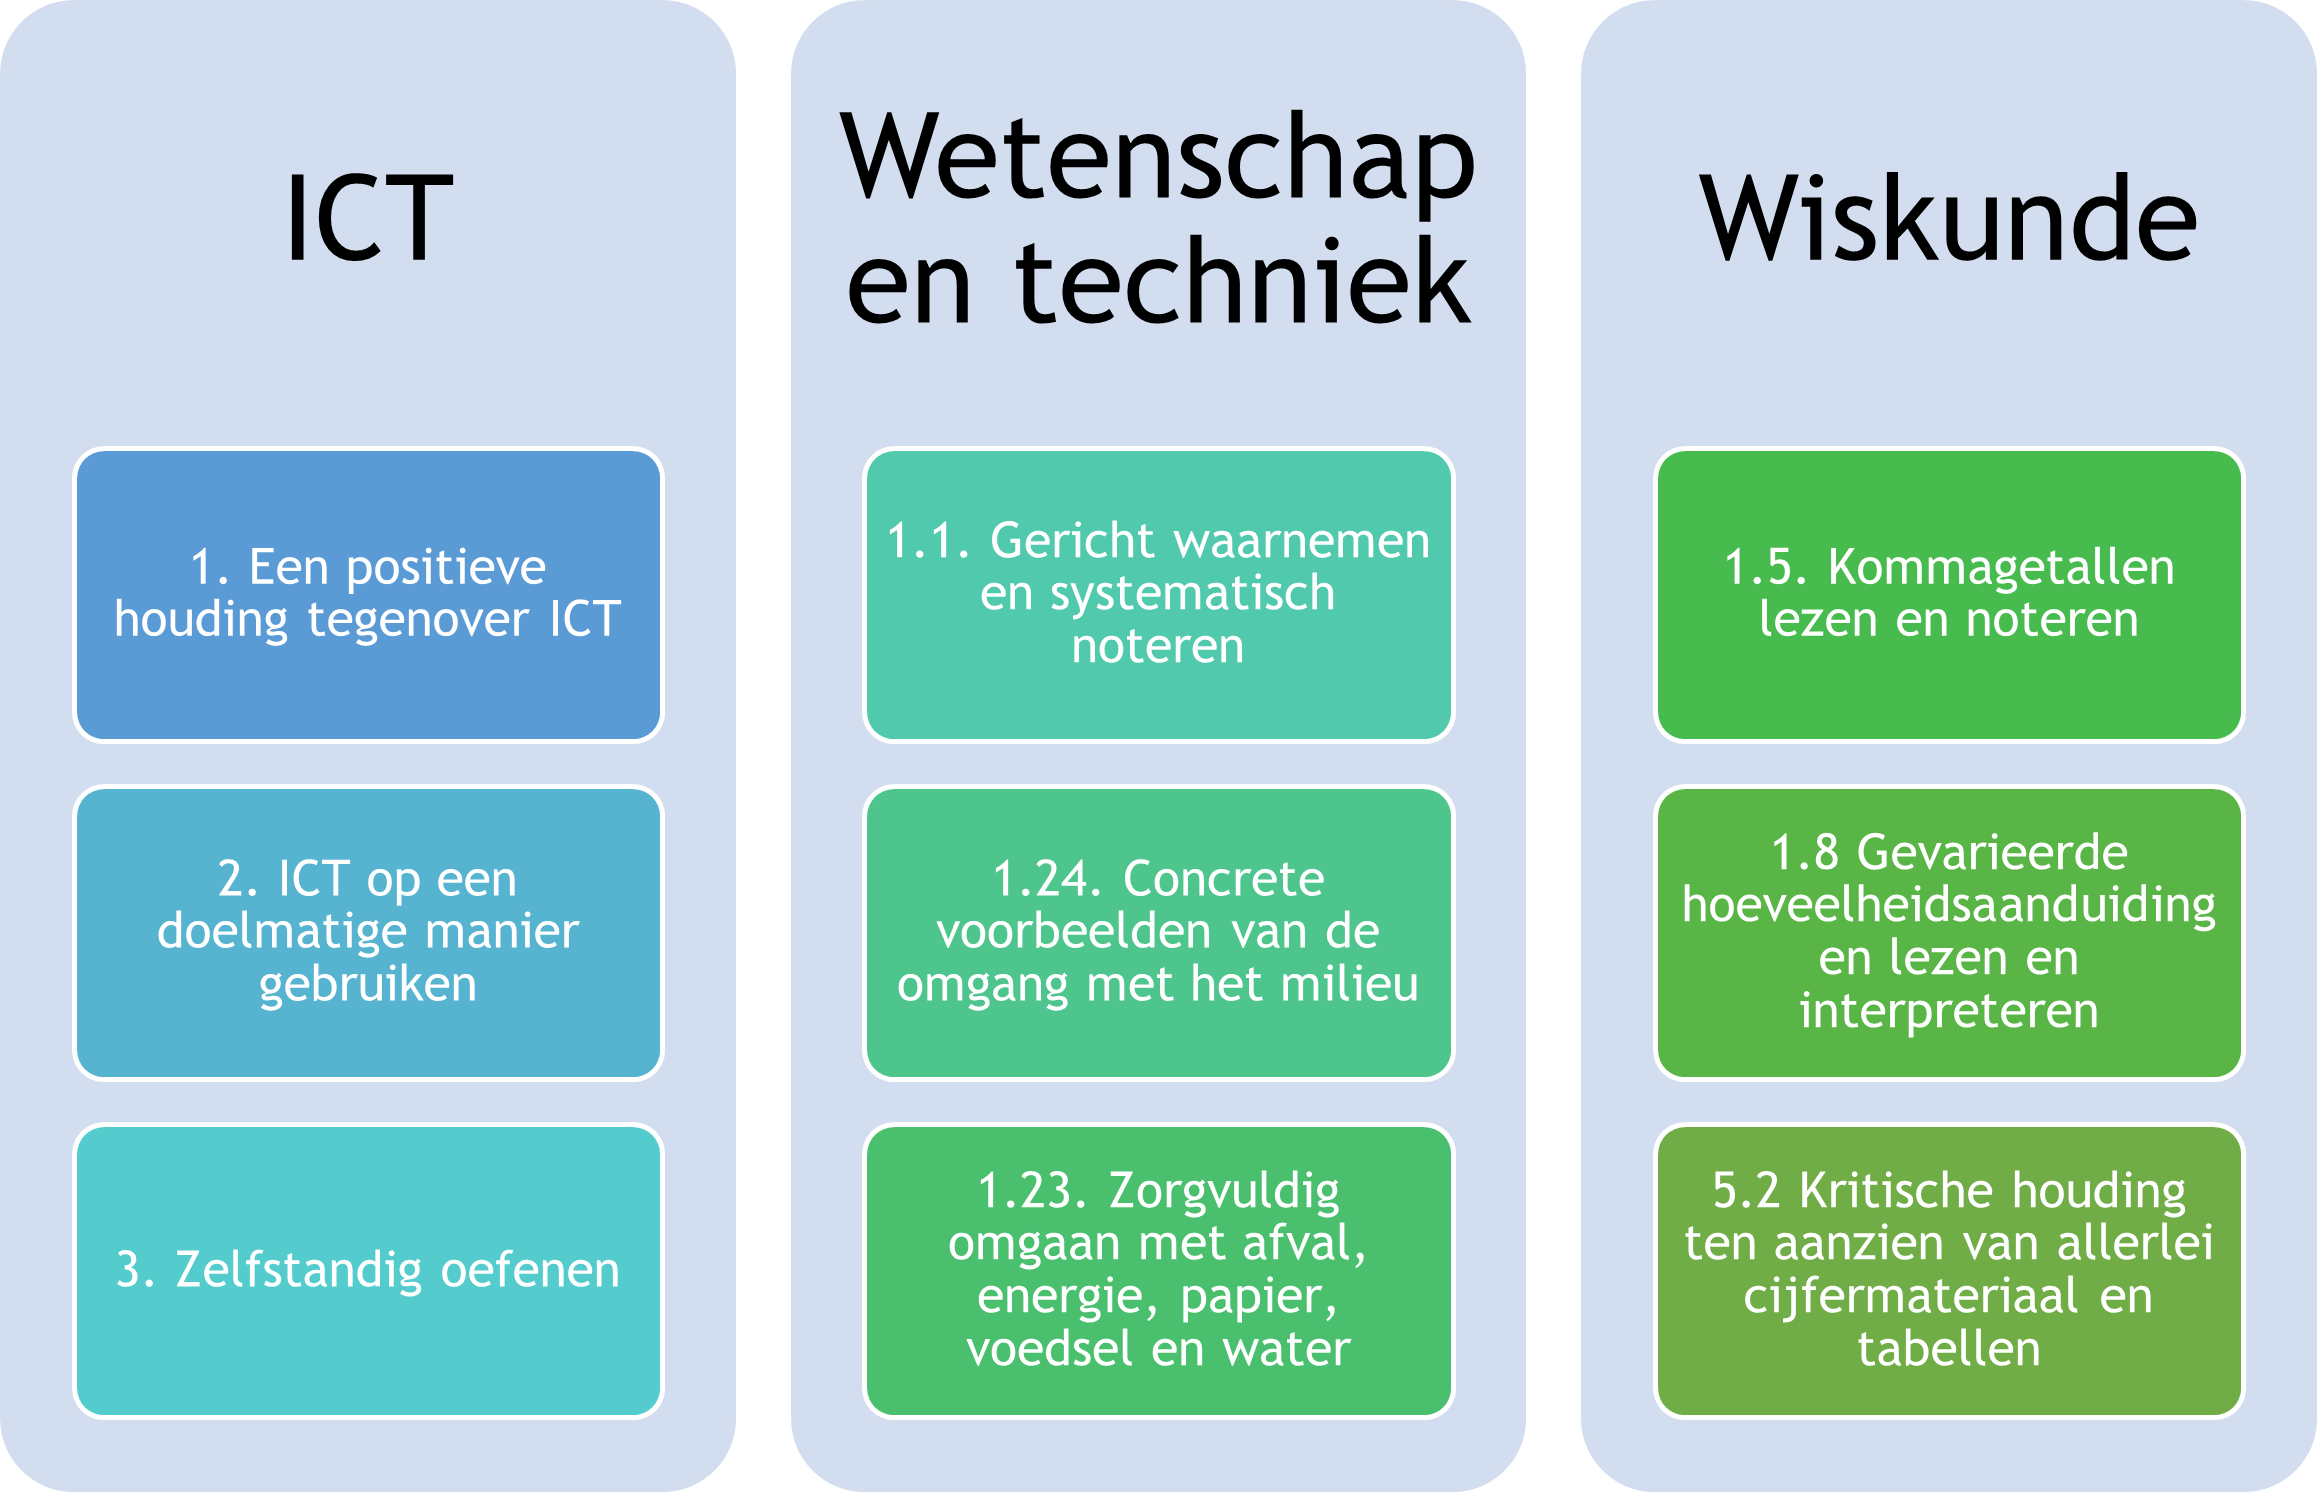 ICT
1. Een positieve
houding tegenover ICT
2. ICT op een
doelmatige manier
gebruiken
3. Zelfstandig oefenen
Wetenschap
en techniek
1.1. Gericht waarnemen
en systematisch
noteren
1.24. Concrete
voorbeelden van de
omgang met het milieu
1.23. Zorgvuldig
omgaan met afval,
energie, papier,
voedsel en water
Wiskunde
1.5. Kommagetallen
lezen en noteren
1.8 Gevarieerde
hoeveelheidsaanduiding
en lezen en
interpreteren
5.2 Kritische houding
ten aanzien van allerlei
cijfermateriaal en
tabellen